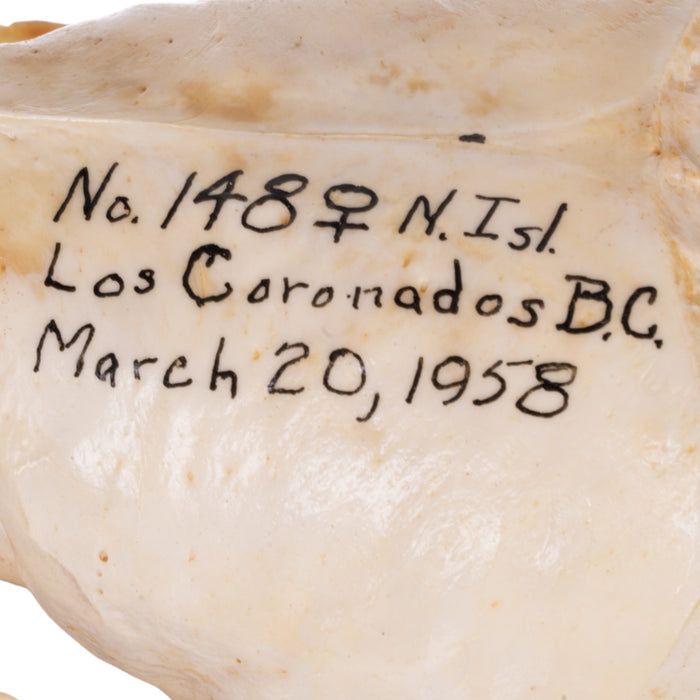 No. 148 ♀ N. Isl.
Los Coronados B.C.
March 20, 1958